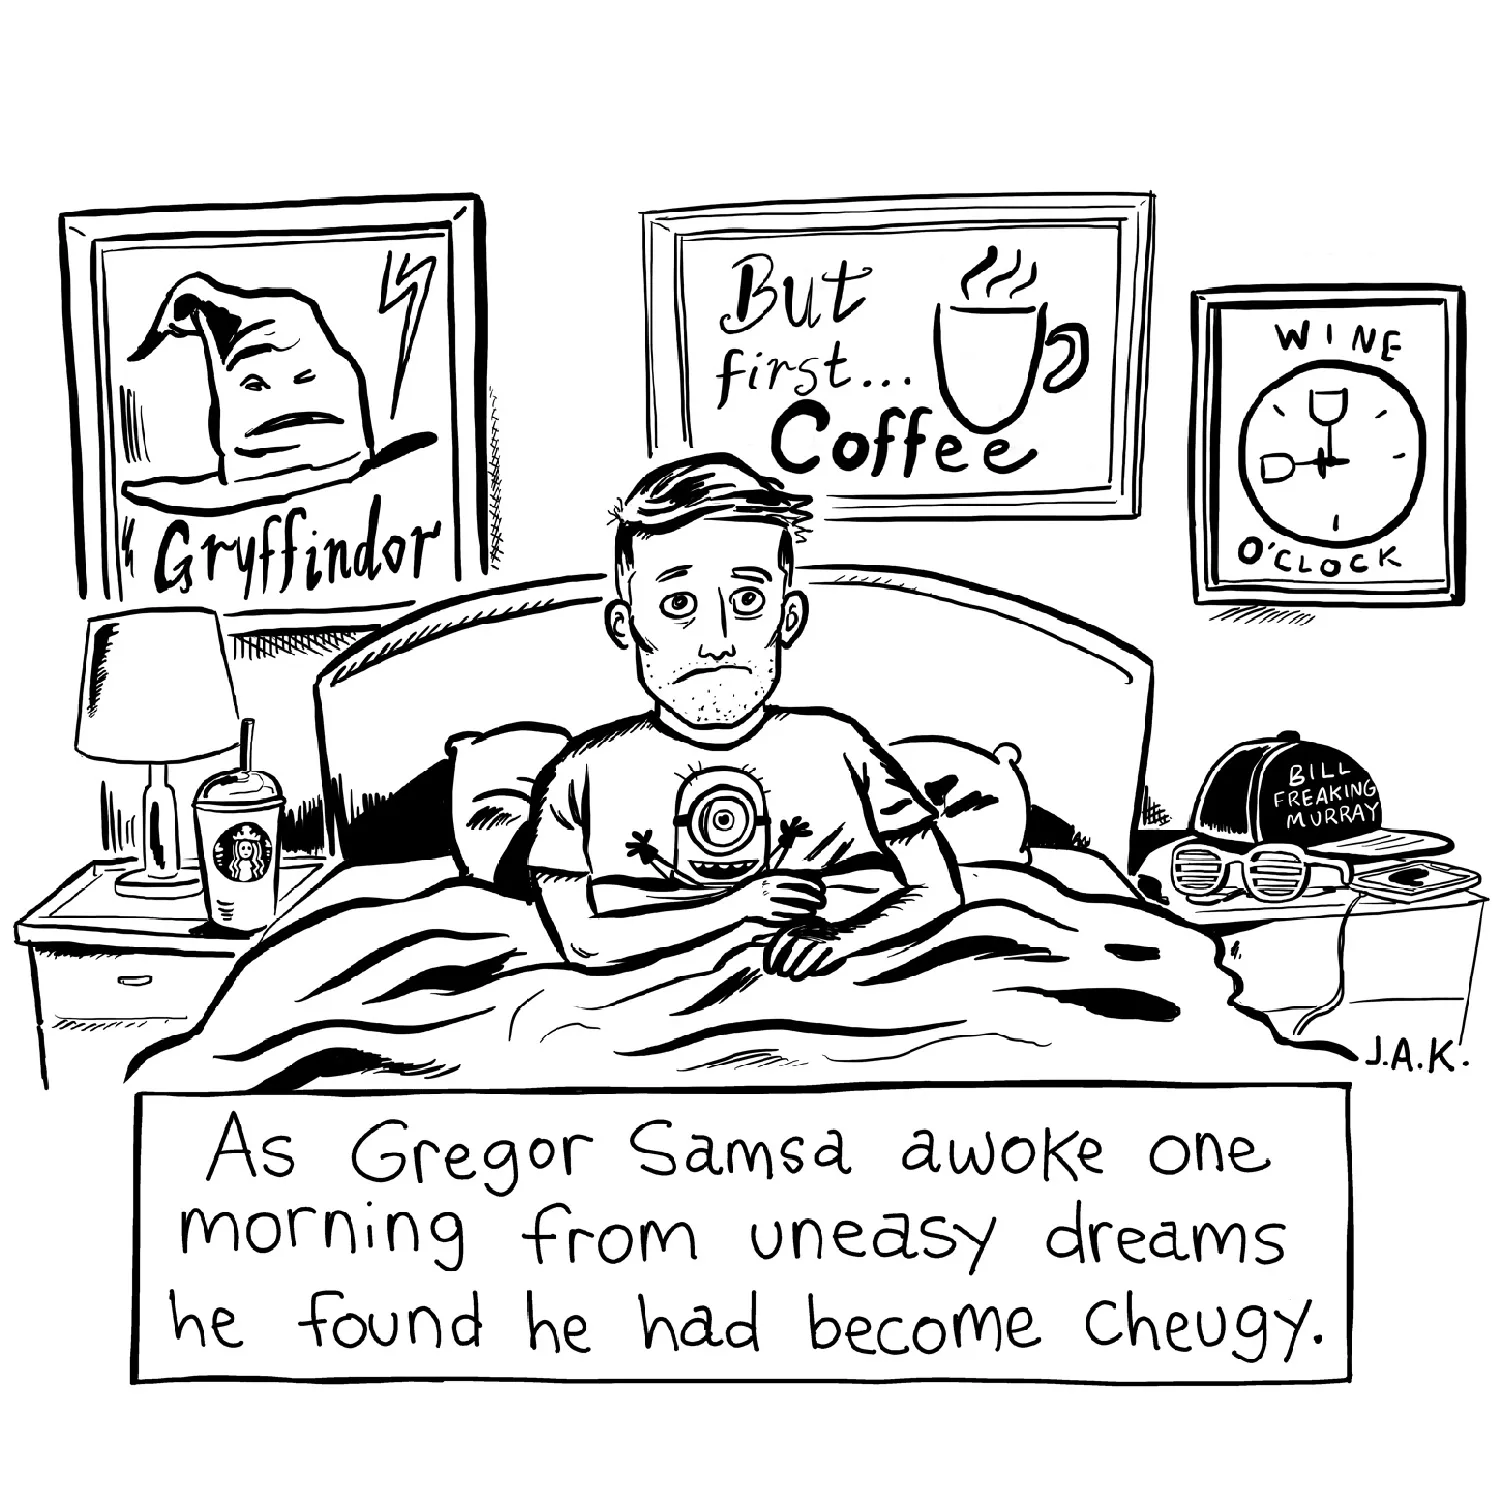 But
first...
Coffee
WINE
O'CLOCK
Gryffindor
BILL
FREAKING
MURRAY
J.A.K.
As Gregor Samsa awoke one
morning from uneasy dreams
he found he had become cheugy.